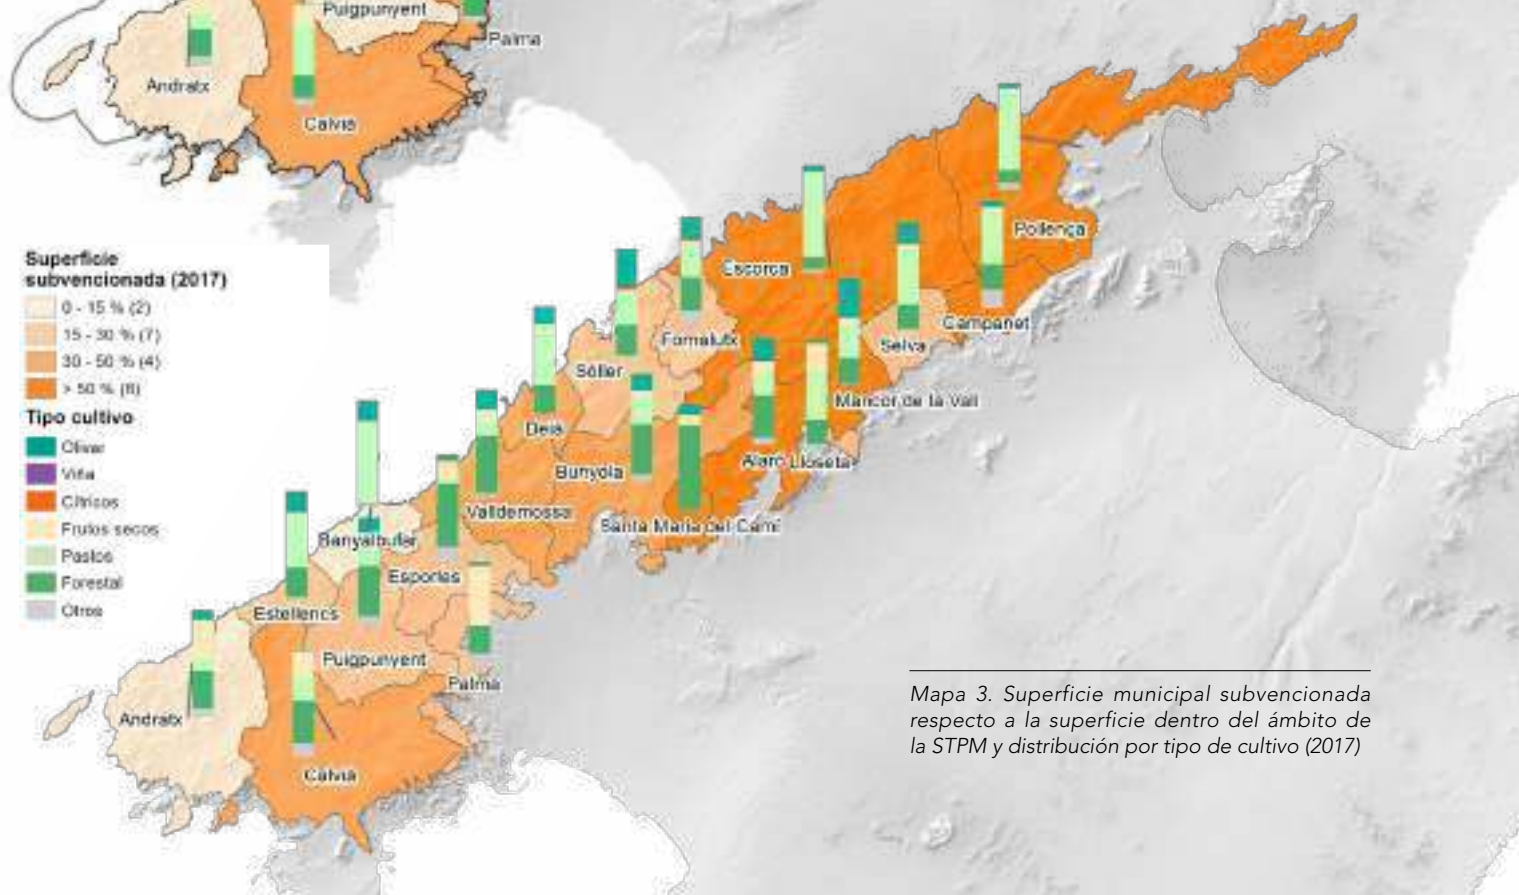 Puigpunyent
Palma
Andratx
Calvià
Superficie
subvencionada (2017)
0 - 15 % (2)
15 - 30 % (7)
30 - 50 % (4)
> 50 % (6)
Tipo cultivo
Olivar
Viña
Cítricos
Frutos secos
Pastos
Forestal
Otros
Pollença
Escorca
Campanet
Fornalutx
Selva
Sóller
Mancor de la Vall
Deià
Alaró Lloseta
Bunyola
Valldemossa
Santa Maria del Camí
Banyalbufar
Esporles
Estellencs
Puigpunyent
Palma
Andratx
Calvià
Mapa 3. Superficie municipal subvencionada
respecto a la superficie dentro del ámbito de
la STPM y distribución por tipo de cultivo (2017)